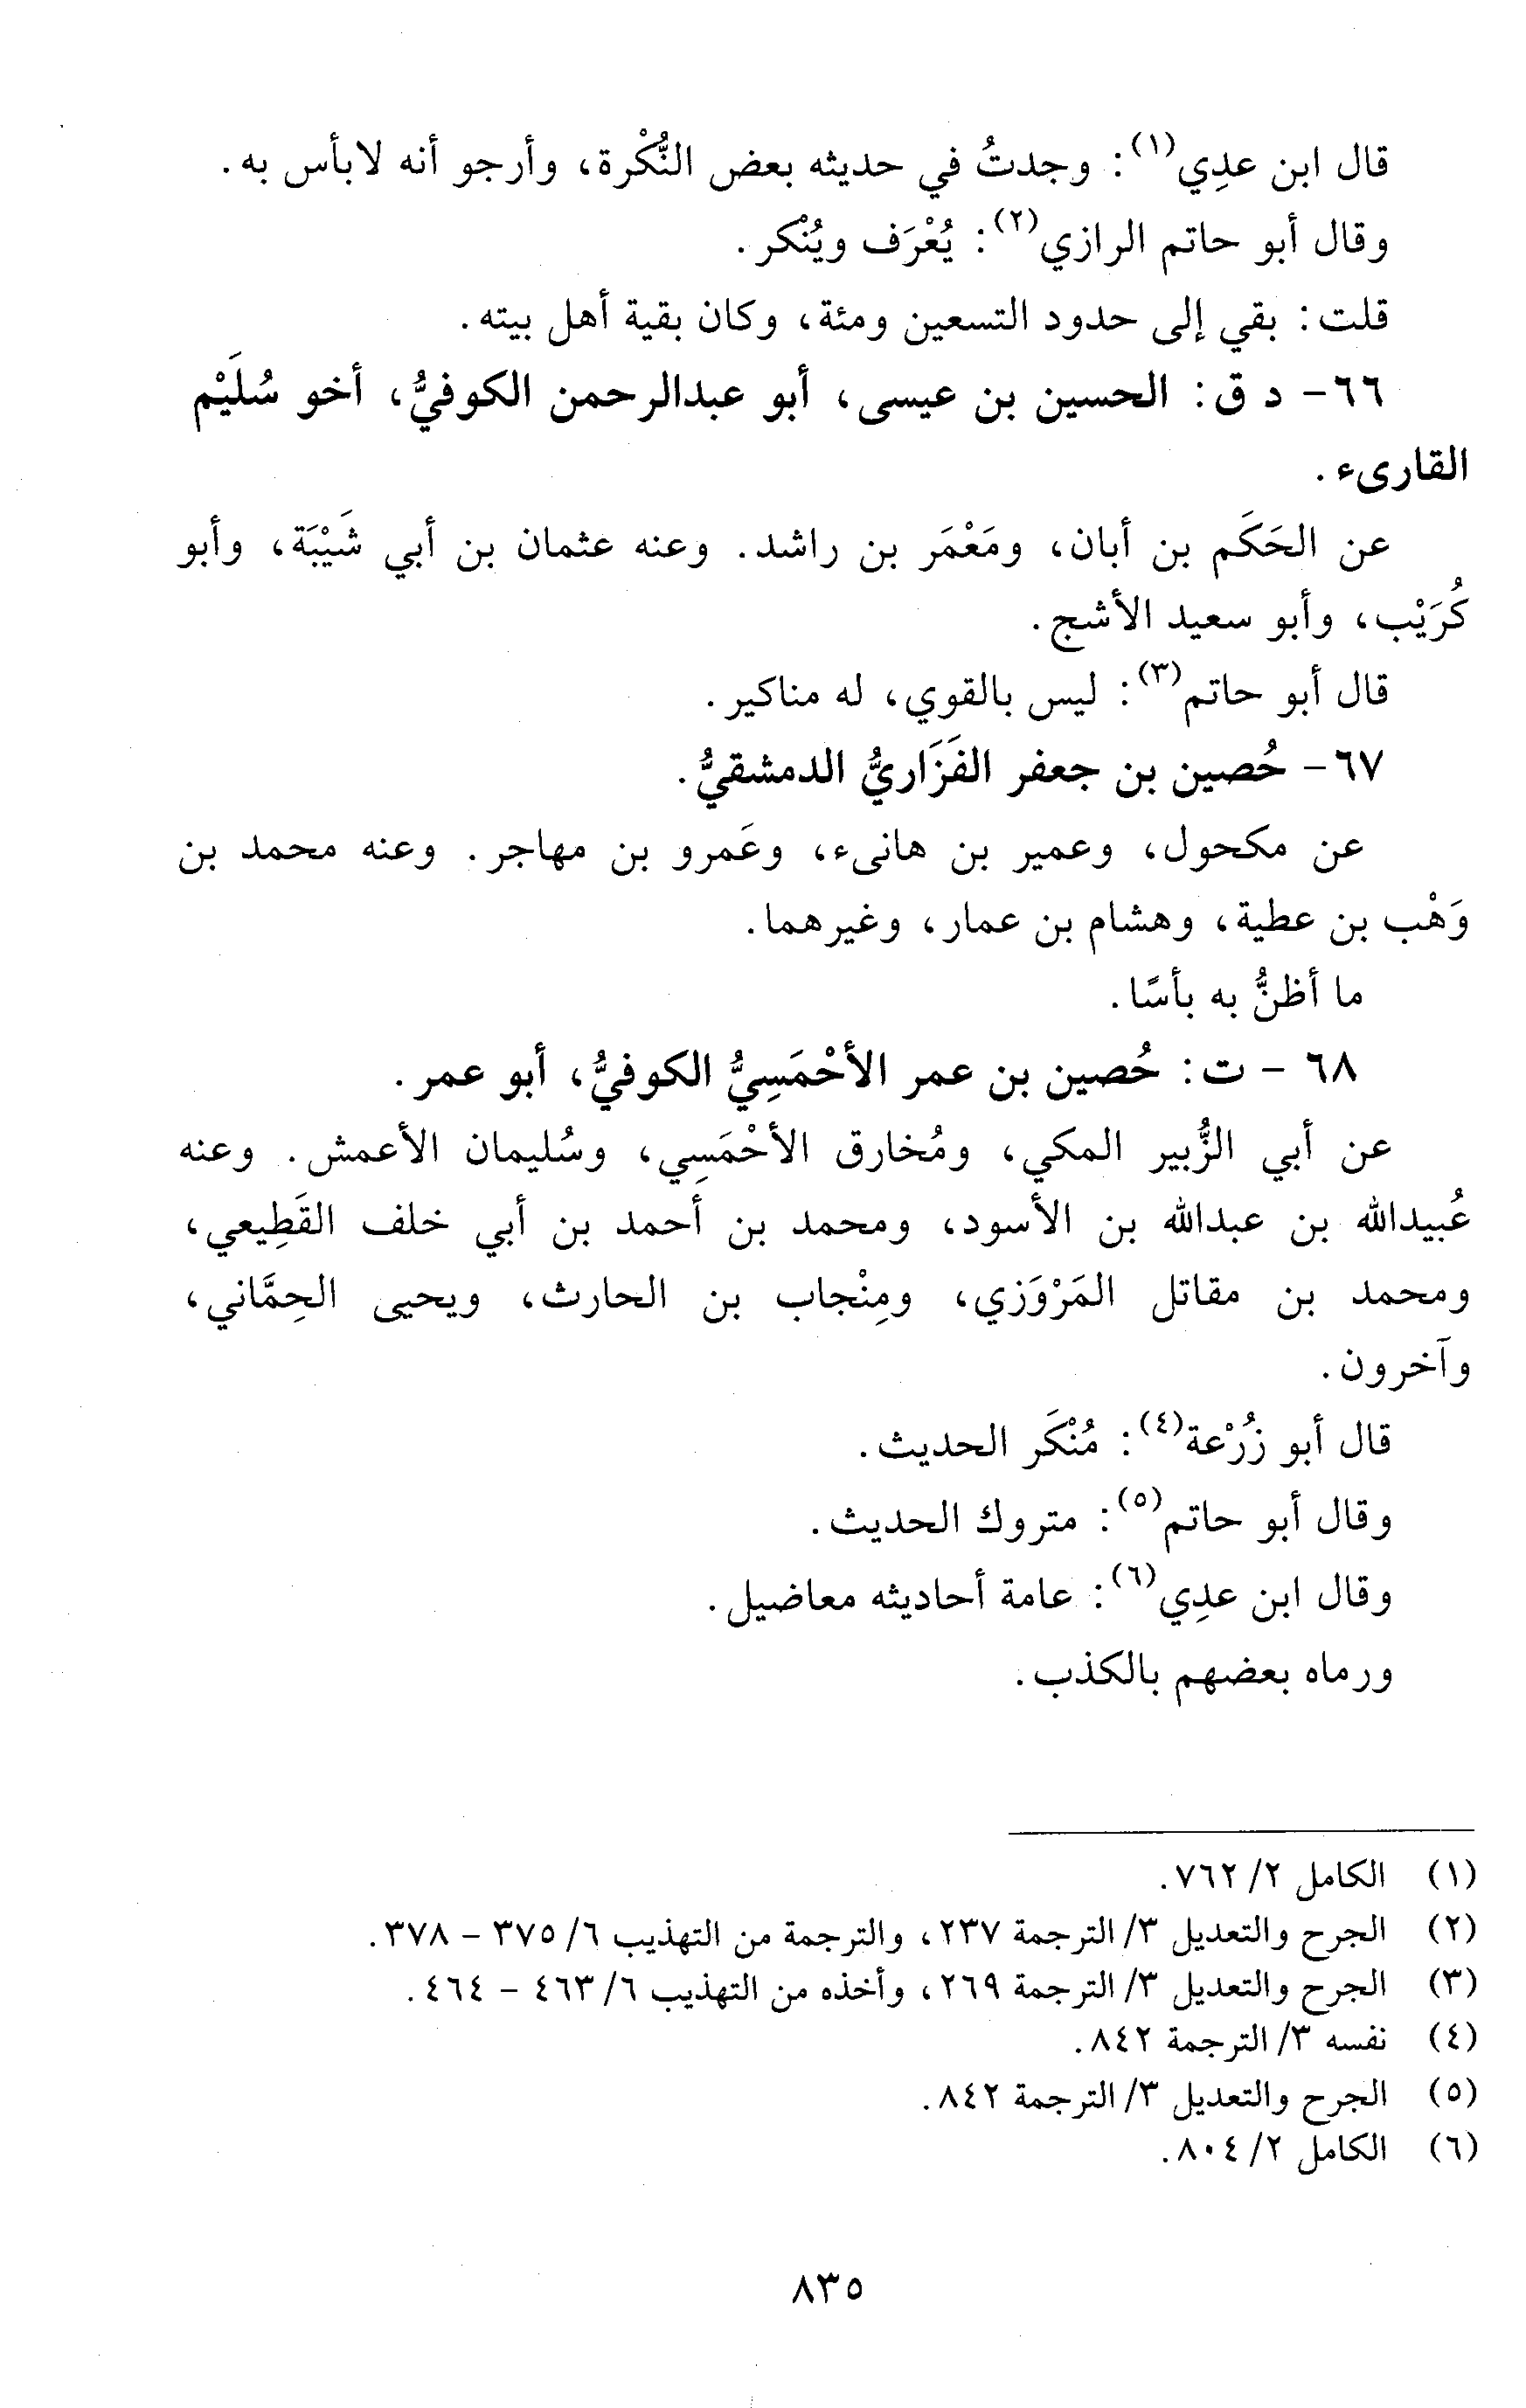 قال ابن عدِي(١): وجدتُ في حديثه بعض النُّكْرة، وأرجو أنه لابأس به.
وقال أبو حاتم الرازي(٢): يُعْرَف ويُنْكر.
قلت: بقي إلى حدود التسعين ومئة، وكان بقية أهل بيته.
٦٦- د ق: الحسين بن عيسى، أبو عبدالرحمن الكوفيُّ، أخو سُلَيْم
القارىء.
عن الحَكَم بن أبان، ومَعْمَر بن راشد. وعنه عثمان بن أبي شَيْبَة، وأبو
كُرَيْب، وأبو سعيد الأشج.
قال أبو حاتم(٣): ليس بالقوي، له مناكير.
٦٧- حُصين بن جعفر الفَزَاريُّ الدمشقيُّ.
عن مكحول، وعمير بن هانىء، وعَمرو بن مهاجر. وعنه محمد بن
وَهْب بن عطية، وهشام بن عمار، وغيرهما.
ما أظنُّ به بأسًا.
٦٨ - ت: حُصين بن عمر الأحْمَسِيُّ الكوفيُّ، أبو عمر.
عن أبي الزُّبير المكي، ومُخارق الأحْمَسِي، وسُليمان الأعمش. وعنه
عُبيدالله بن عبدالله بن الأسود، ومحمد بن أحمد بن أبي خلف القَطِيعي،
ومحمد بن مقاتل المَرْوَزي، ومِنْجاب بن الحارث، ويحيى الحِمَّاني،
وآخرون.
قال أبو زُرْعة(٤): مُنْكَر الحديث.
وقال أبو حاتم(٥): متروك الحديث.
وقال ابن عدِي(٦): عامة أحاديثه معاضيل.
ورماه بعضهم بالكذب.
(١) الكامل ٢/ ٧٦٢.
(٢) الجرح والتعديل ٣/ الترجمة ٢٣٧، والترجمة من التهذيب ٦/ ٣٧٥ - ٣٧٨.
(٣) الجرح والتعديل ٣/ الترجمة ٢٦٩، وأخذه من التهذيب ٦/ ٤٦٣ - ٤٦٤.
(٤) نفسه ٣/ الترجمة ٨٤٢.
(٥) الجرح والتعديل ٣/ الترجمة ٨٤٢.
(٦) الكامل ٢/ ٨٠٤.
٨٣٥